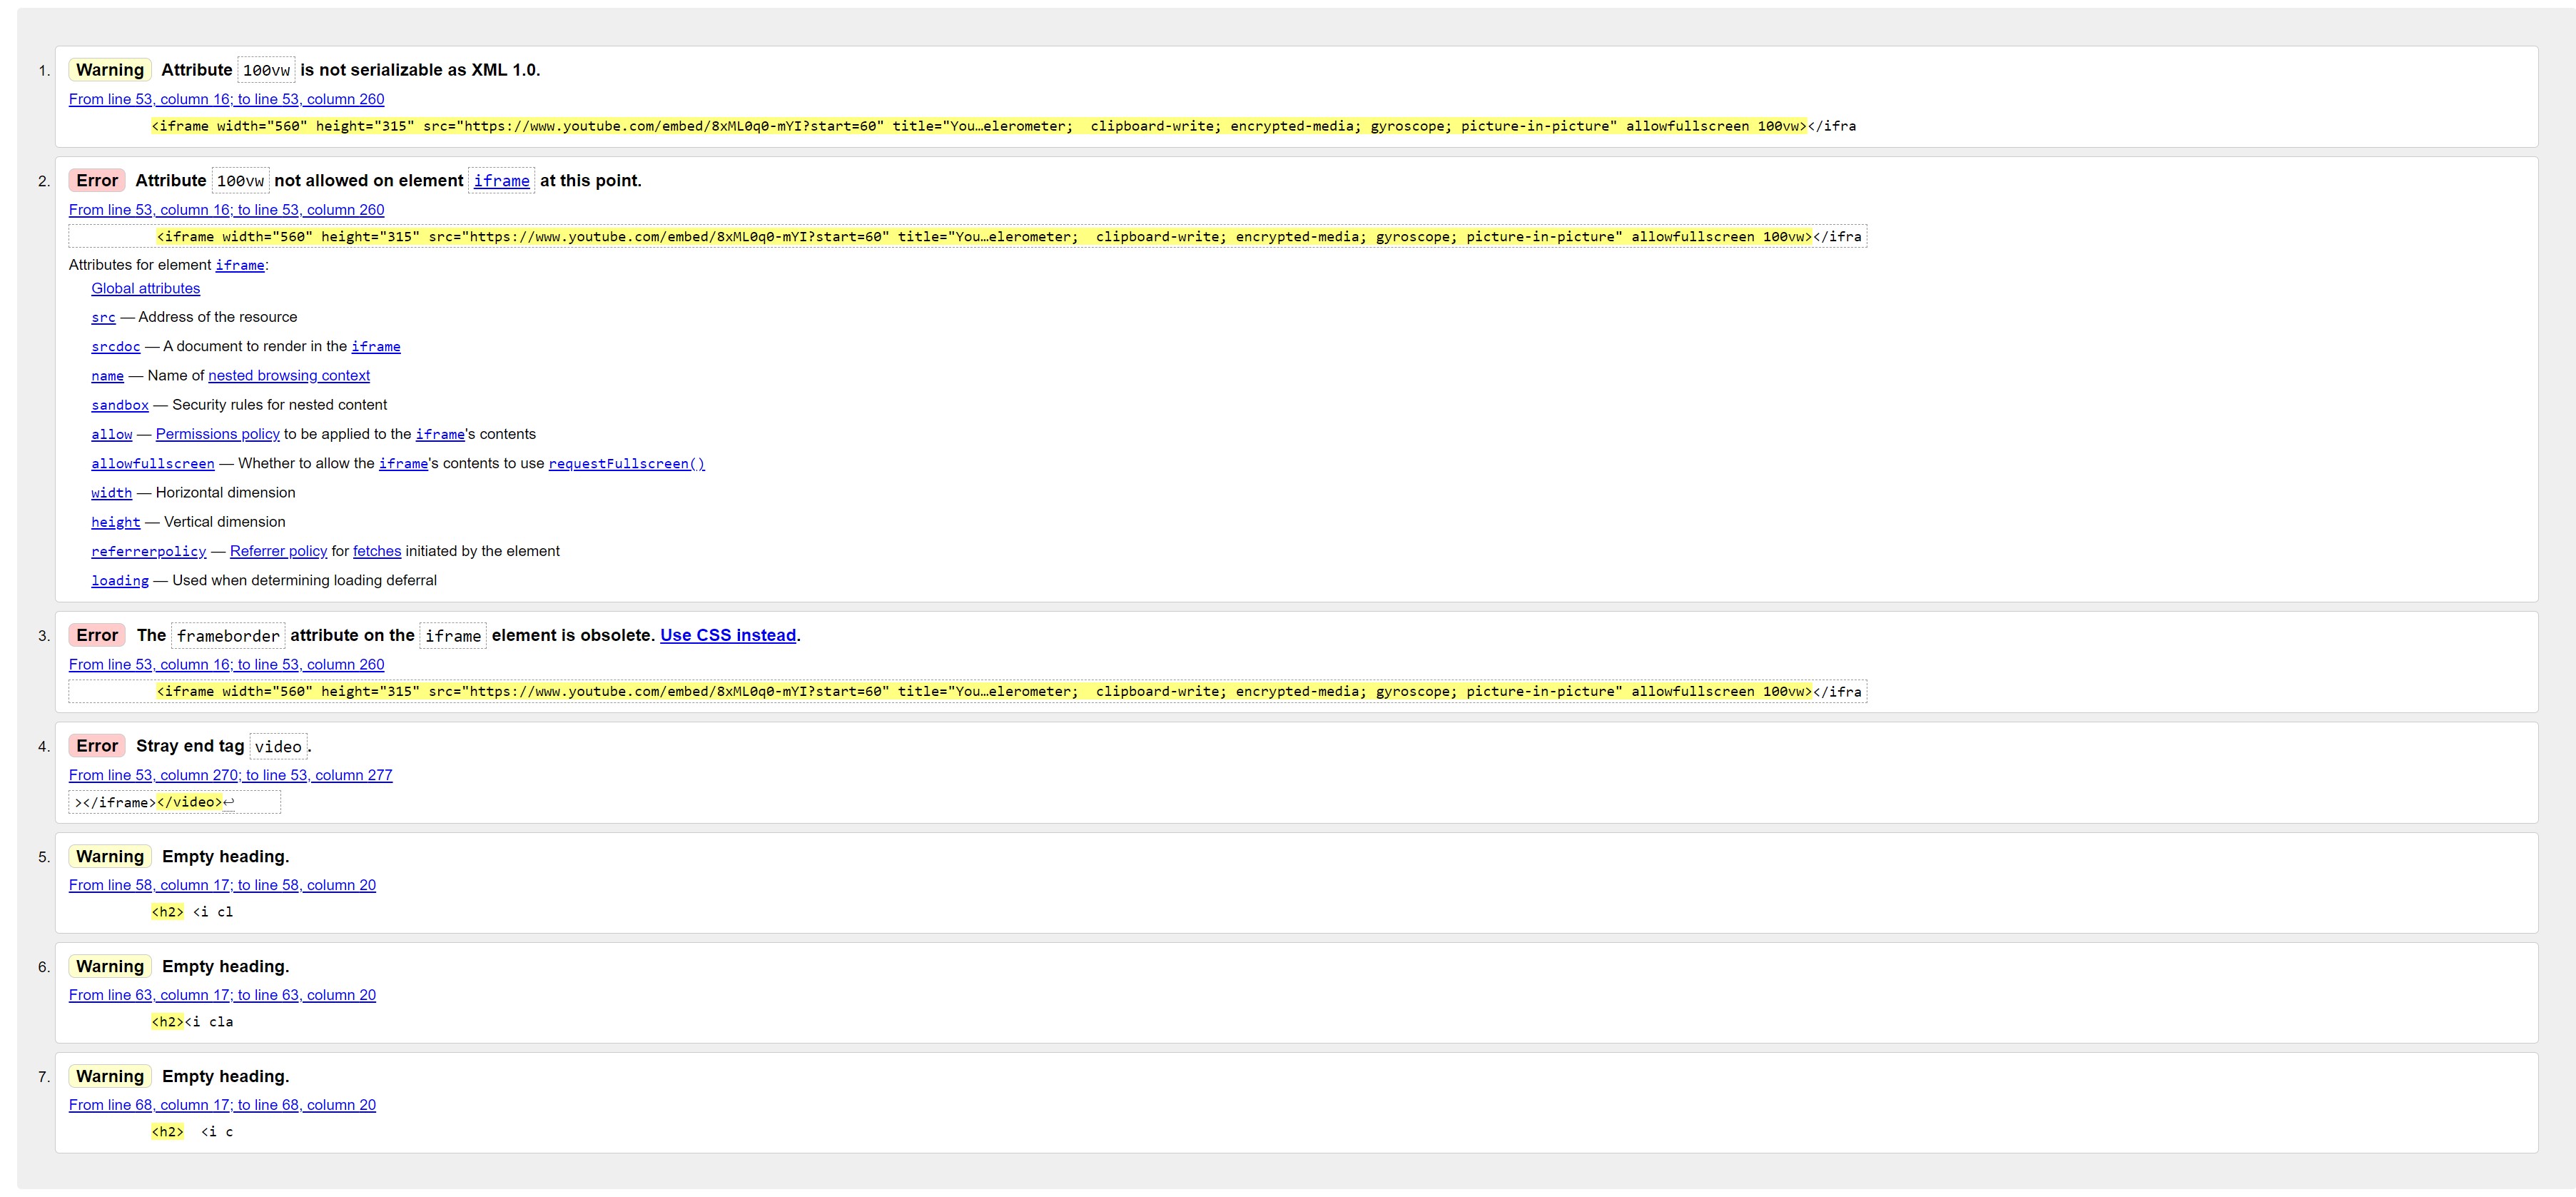 1. Warning Attribute 100vw is not serializable as XML 1.0.
From line 53, column 16; to line 53, column 260
<iframe width="560" height="315" src="https://www.youtube.com/embed/8xML0q0-mYI?start=60" title="You…elerometer;  clipboard-write; encrypted-media; gyroscope; picture-in-picture" allowfullscreen 100vw></ifra
2. Error Attribute 100vw not allowed on element iframe at this point.
From line 53, column 16; to line 53, column 260
<iframe width="560" height="315" src="https://www.youtube.com/embed/8xML0q0-mYI?start=60" title="You…elerometer;  clipboard-write; encrypted-media; gyroscope; picture-in-picture" allowfullscreen 100vw></ifra
Attributes for element iframe:
Global attributes
src — Address of the resource
srcdoc — A document to render in the iframe
name — Name of nested browsing context
sandbox — Security rules for nested content
allow — Permissions policy to be applied to the iframe's contents
allowfullscreen — Whether to allow the iframe's contents to use requestFullscreen()
width — Horizontal dimension
height — Vertical dimension
referrerpolicy — Referrer policy for fetches initiated by the element
loading — Used when determining loading deferral
3. Error The frameborder attribute on the iframe element is obsolete. Use CSS instead.
From line 53, column 16; to line 53, column 260
<iframe width="560" height="315" src="https://www.youtube.com/embed/8xML0q0-mYI?start=60" title="You…elerometer;  clipboard-write; encrypted-media; gyroscope; picture-in-picture" allowfullscreen 100vw></ifra
4. Error Stray end tag video.
From line 53, column 270; to line 53, column 277
></iframe></video>↩
5. Warning Empty heading.
From line 58, column 17; to line 58, column 20
<h2> <i cl
6. Warning Empty heading.
From line 63, column 17; to line 63, column 20
<h2><i cla
7. Warning Empty heading.
From line 68, column 17; to line 68, column 20
<h2>  <i c